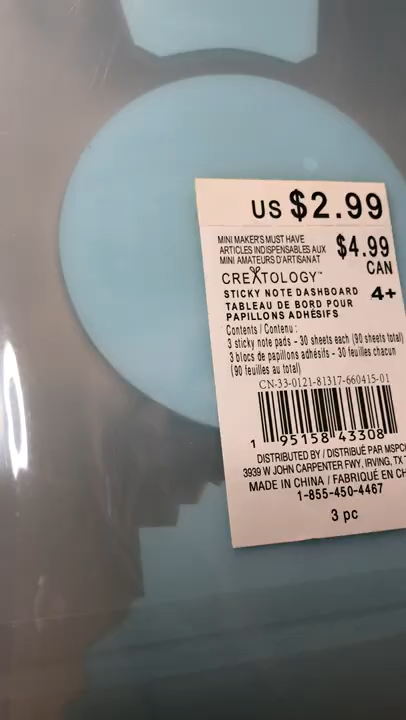 US $2.99
MINI MAKER'S MUST HAVE
ARTICLES INDISPENSABLES AUX
MINI AMATEURS D'ARTISANAT
$4.99
CAN
CREATOLOGY™
STICKY NOTE DASHBOARD
4+
TABLEAU DE BORD POUR
PAPILLONS ADHÉSIFS
Contents / Contenu :
3 sticky note pads - 30 sheets each (90 sheets total)
3 blocs de papillons adhésifs - 30 feuilles chacun
(90 feuilles au total)
CN-33-0121-81317-660415-01
1 95158 43308
DISTRIBUTED BY / DISTRIBUÉ PAR MSPC
3939 W JOHN CARPENTER FWY, IRVING, TX
MADE IN CHINA / FABRIQUÉ EN CH
1-855-450-4467
3 pc